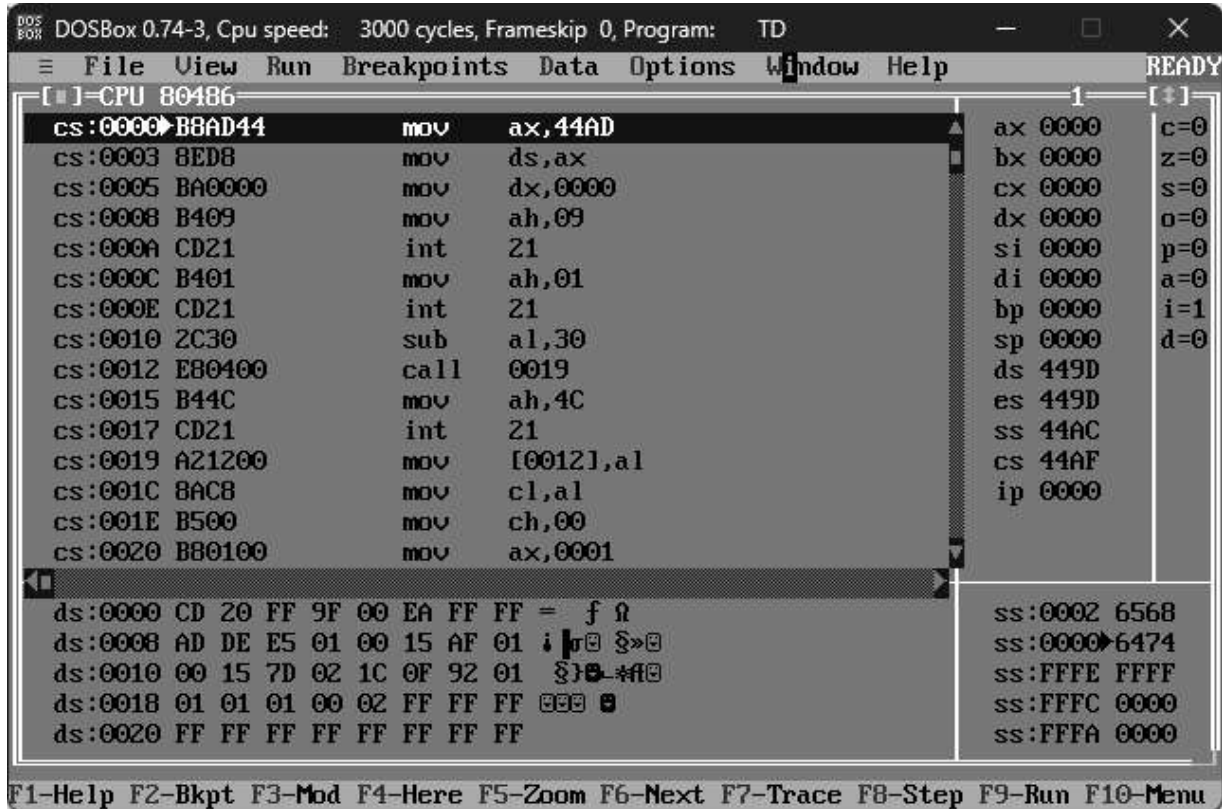 DOSBox 0.74-3, Cpu speed: 3000 cycles, Frameskip 0, Program: TD
≡ File View Run Breakpoints Data Options Window Help READY
[■]=CPU 80486 1 [↕]
cs:0000►B8AD44 mov ax,44AD ax 0000 c=0
cs:0003 8ED8 mov ds,ax bx 0000 z=0
cs:0005 BA0000 mov dx,0000 cx 0000 s=0
cs:0008 B409 mov ah,09 dx 0000 o=0
cs:000A CD21 int 21 si 0000 p=0
cs:000C B401 mov ah,01 di 0000 a=0
cs:000E CD21 int 21 bp 0000 i=1
cs:0010 2C30 sub al,30 sp 0000 d=0
cs:0012 E80400 call 0019 ds 449D
cs:0015 B44C mov ah,4C es 449D
cs:0017 CD21 int 21 ss 44AC
cs:0019 A21200 mov [0012],al cs 44AF
cs:001C 8AC8 mov cl,al ip 0000
cs:001E B500 mov ch,00
cs:0020 B80100 mov ax,0001
ds:0000 CD 20 FF 9F 00 EA FF FF = ƒ Ω ss:0002 6568
ds:0008 AD DE E5 01 00 15 AF 01 ¡ ▐σ☺ §»☺ ss:0000►6474
ds:0010 00 15 7D 02 1C 0F 92 01 §}☻∟☼Æ☺ ss:FFFE FFFF
ds:0018 01 01 01 00 02 FF FF FF ☺☺☺ ☻ ss:FFFC 0000
ds:0020 FF FF FF FF FF FF FF FF ss:FFFA 0000
F1-Help F2-Bkpt F3-Mod F4-Here F5-Zoom F6-Next F7-Trace F8-Step F9-Run F10-Menu